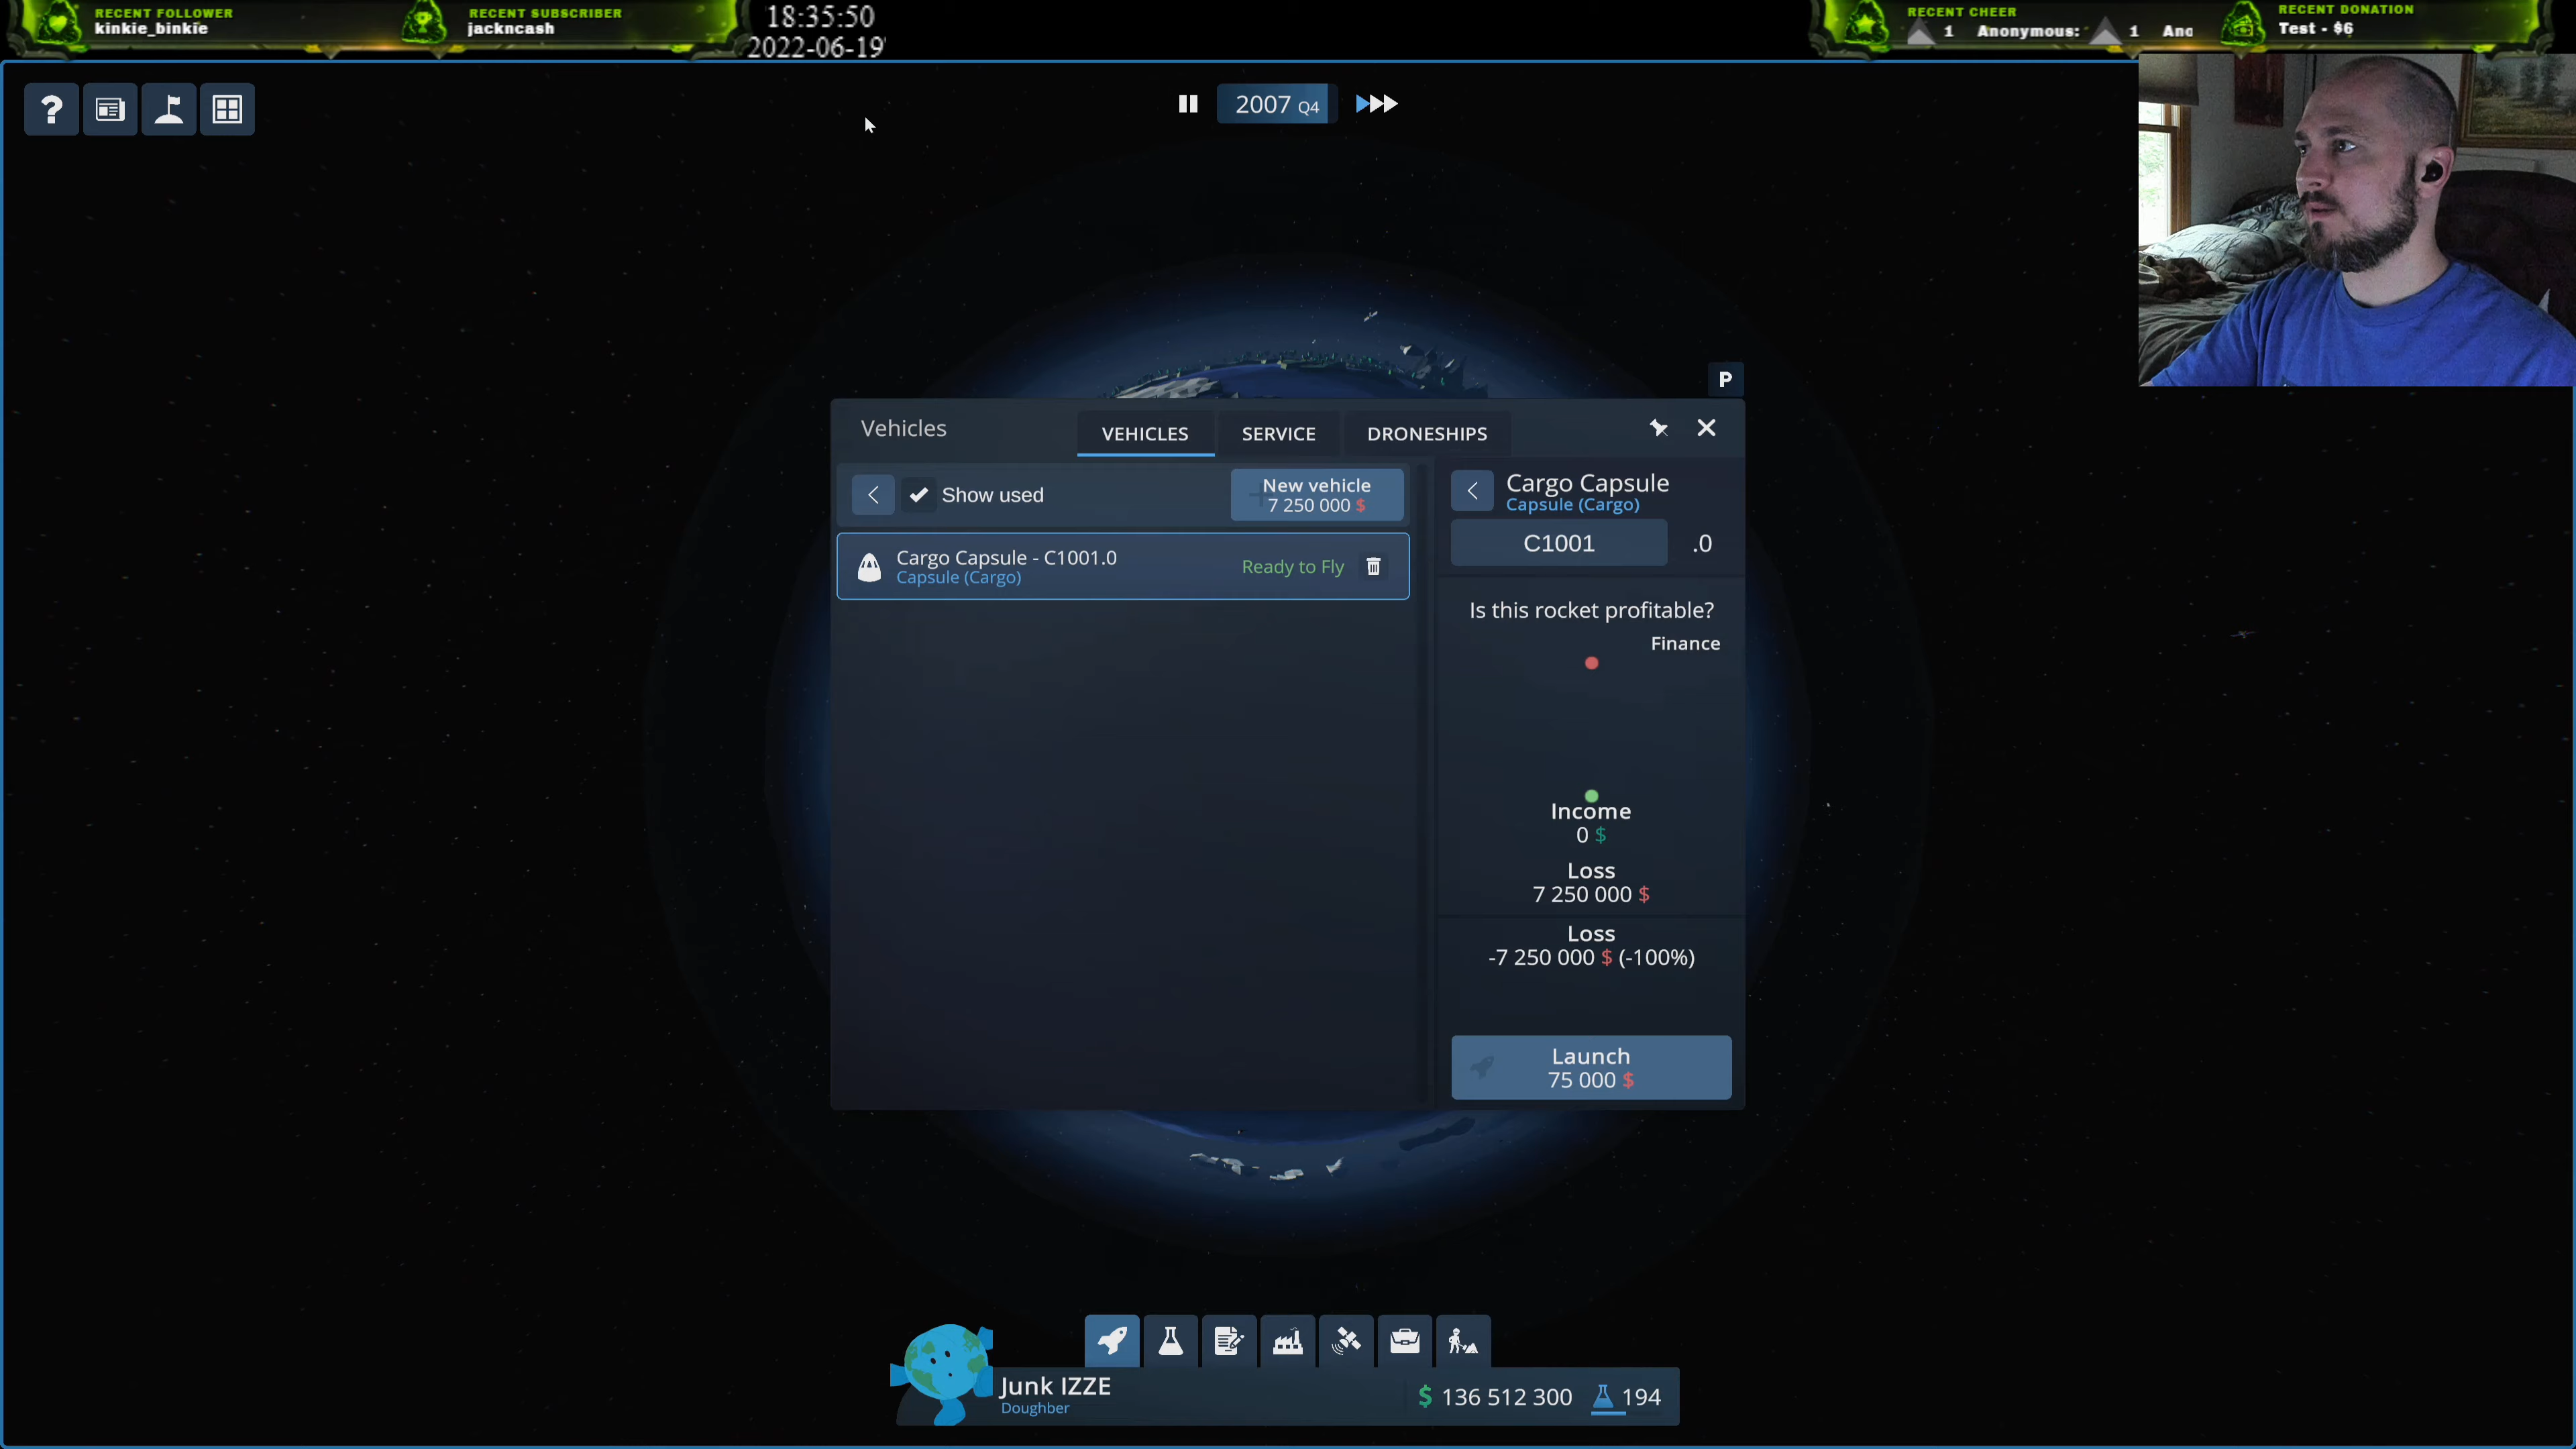 RECENT FOLLOWER
kinkie_binkie
RECENT SUBSCRIBER
jackncash
18:35:50
2022-06-19
RECENT CHEER
1 Anonymous: 1 Ano
RECENT DONATION
Test - $6
?
2007 Q4
P
Vehicles
VEHICLES
SERVICE
DRONESHIPS
Show used
New vehicle
7 250 000 $
Cargo Capsule - C1001.0
Capsule (Cargo)
Ready to Fly
Cargo Capsule
Capsule (Cargo)
C1001 .0
Is this rocket profitable?
Finance
Income
0 $
Loss
7 250 000 $
Loss
-7 250 000 $ (-100%)
Launch
75 000 $
Junk IZZE
Doughber
$ 136 512 300
194